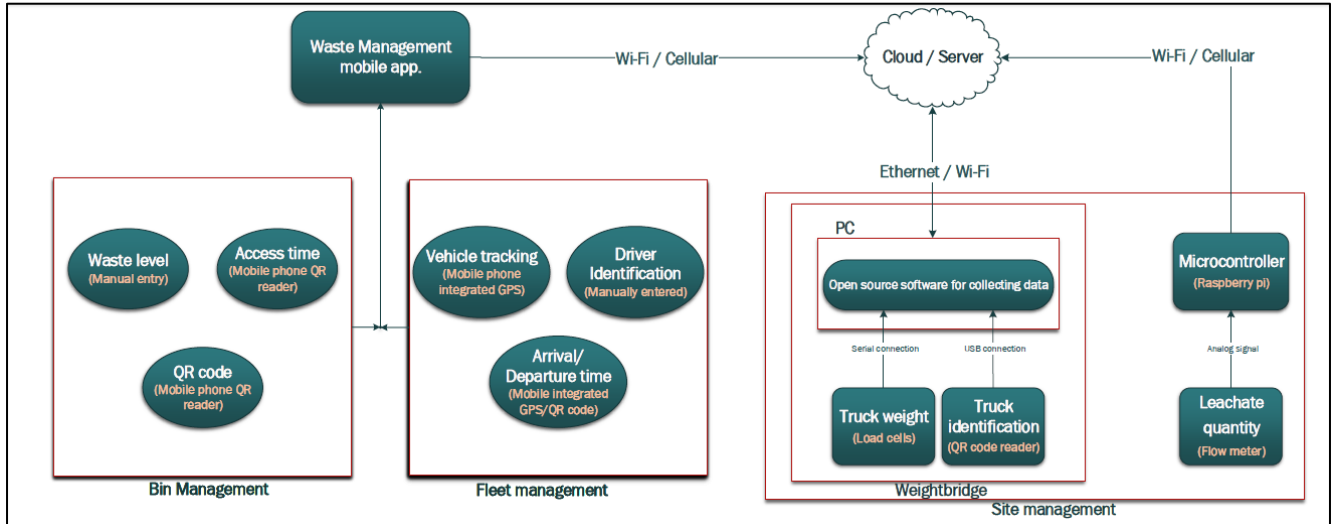 Waste Management
mobile app.
Wi-Fi / Cellular
Cloud / Server
Wi-Fi / Cellular
Ethernet / Wi-Fi
Waste level
(Manual entry)
Access time
(Mobile phone QR
reader)
QR code
(Mobile phone QR
reader)
Bin Management
Vehicle tracking
(Mobile phone
integrated GPS)
Driver
Identification
(Manually entered)
Arrival/
Departure time
(Mobile integrated
GPS/QR code)
Fleet management
PC
Open source software for collecting data
Serial connection
USB connection
Truck weight
(Load cells)
Truck
identification
(QR code reader)
Weightbridge
Microcontroller
(Raspberry pi)
Analog signal
Leachate
quantity
(Flow meter)
Site management